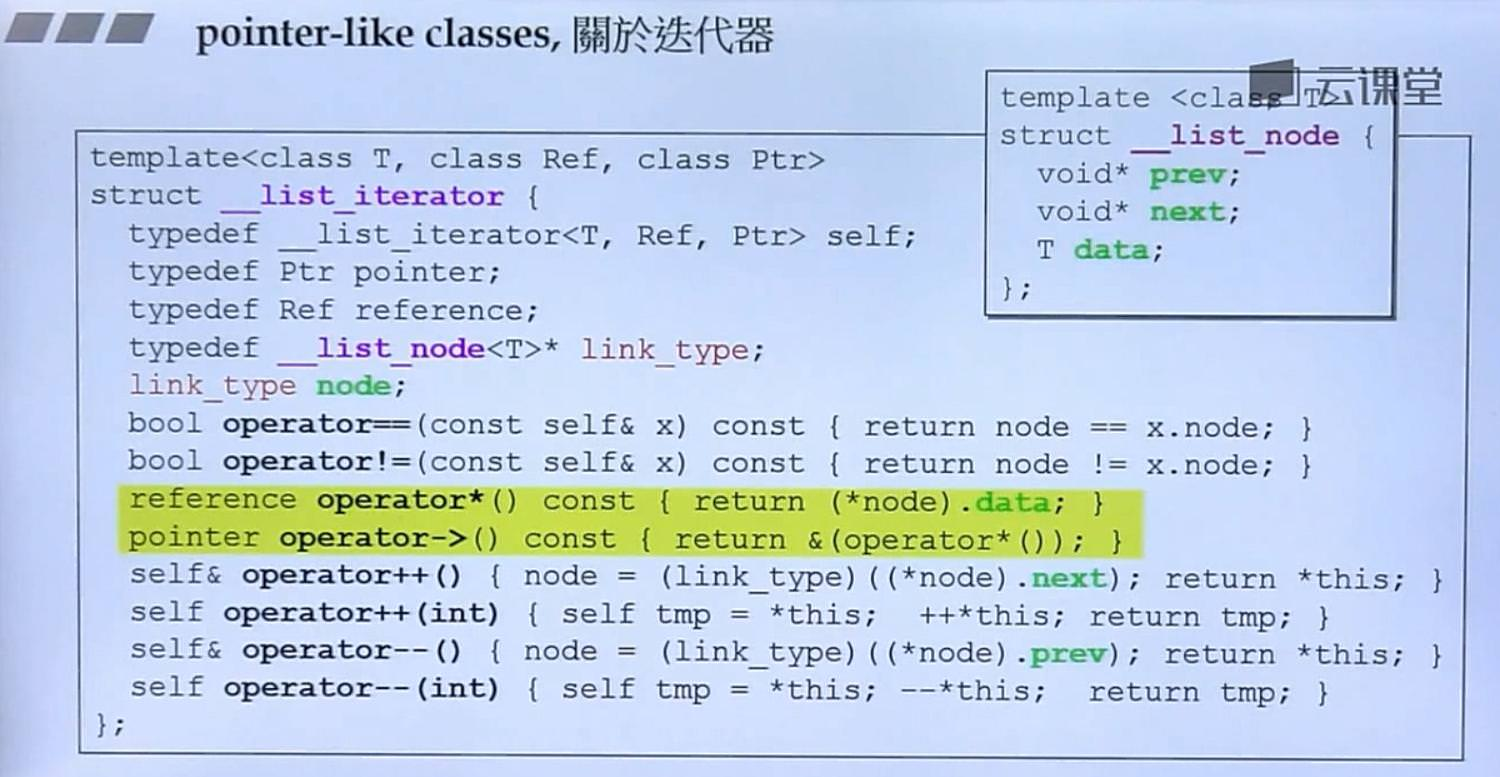 pointer-like classes, 關於迭代器
云课堂
template <class T>
struct __list_node {
  void* prev;
  void* next;
  T data;
};
template<class T, class Ref, class Ptr>
struct __list_iterator {
  typedef __list_iterator<T, Ref, Ptr> self;
  typedef Ptr pointer;
  typedef Ref reference;
  typedef __list_node<T>* link_type;
  link_type node;
  bool operator==(const self& x) const { return node == x.node; }
  bool operator!=(const self& x) const { return node != x.node; }
  reference operator*() const { return (*node).data; }
  pointer operator->() const { return &(operator*()); }
  self& operator++() { node = (link_type)((*node).next); return *this; }
  self operator++(int) { self tmp = *this;  ++*this; return tmp; }
  self& operator--() { node = (link_type)((*node).prev); return *this; }
  self operator--(int) { self tmp = *this; --*this;  return tmp; }
};